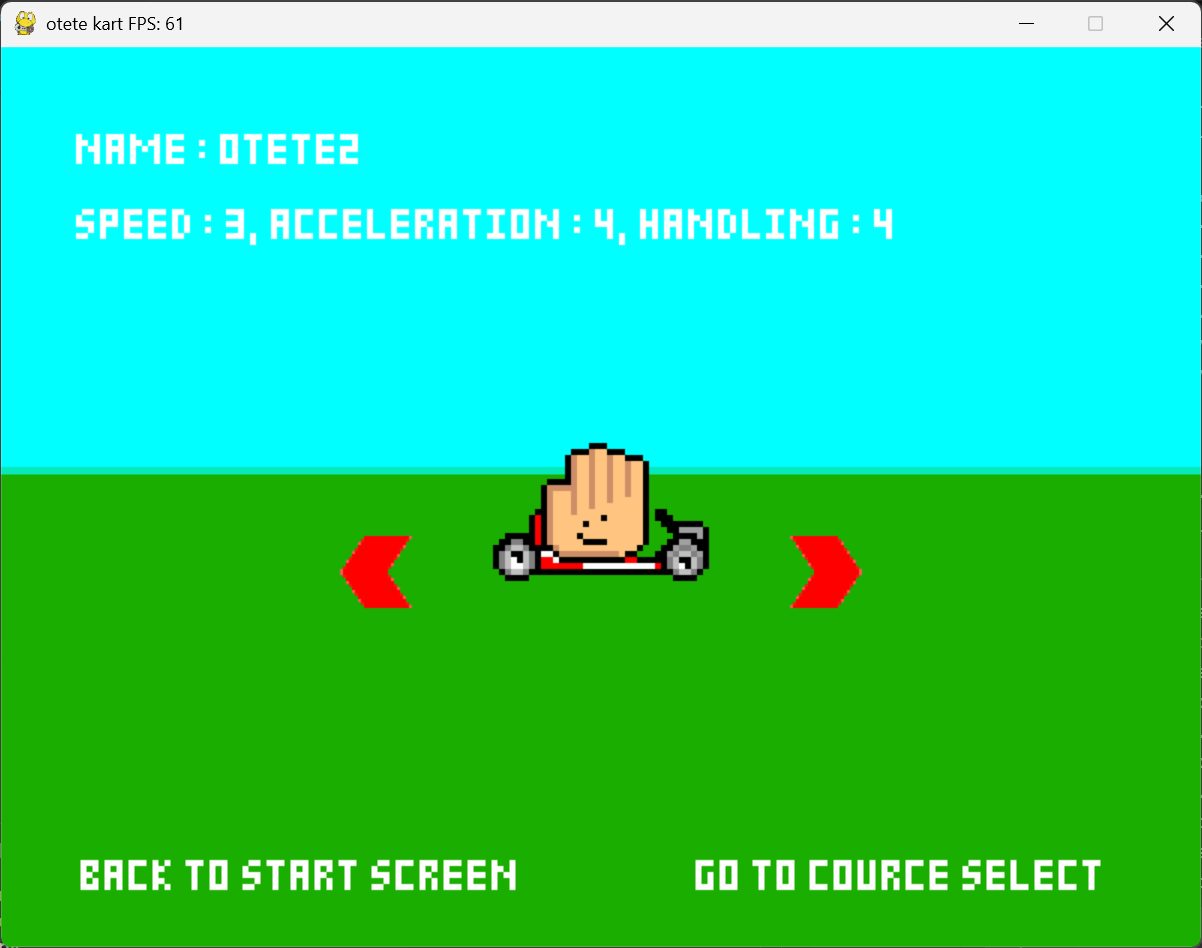 otete kart FPS: 61
NAME : OTETE2
SPEED : 3, ACCELERATION : 4, HANDLING : 4
BACK TO START SCREEN
GO TO COURCE SELECT